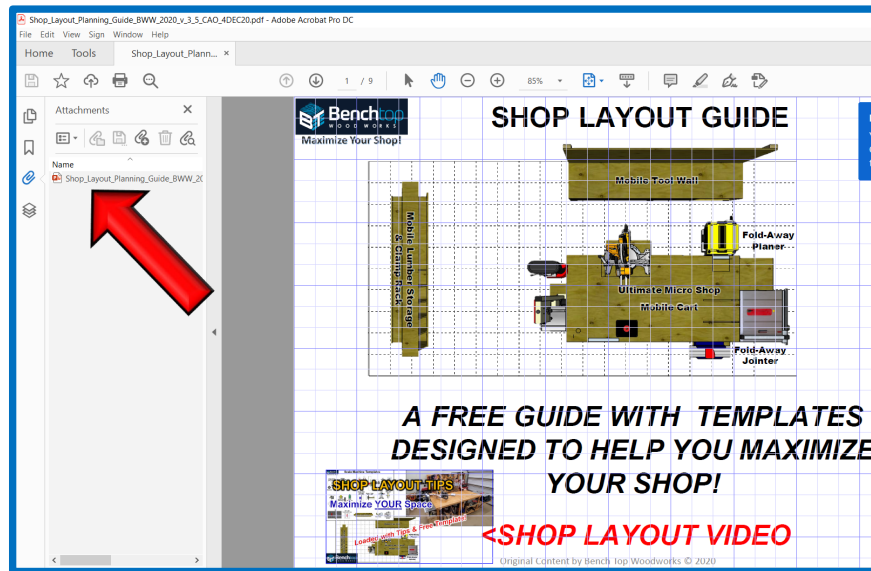 Shop_Layout_Planning_Guide_BWW_2020_v_3_5_CAO_4DEC20.pdf - Adobe Acrobat Pro DC
File Edit View Sign Window Help
Home Tools Shop_Layout_Plann... ×
1 / 9 85%
Attachments
Name
Shop_Layout_Planning_Guide_BWW_20
Benchtop
WOOD WORKS
Maximize Your Shop!
SHOP LAYOUT GUIDE
Mobile Tool Wall
Mobile Lumber Storage
& Clamp Rack
Fold-Away
Planer
Ultimate Micro Shop
Mobile Cart
Fold-Away
Jointer
A FREE GUIDE WITH TEMPLATES
DESIGNED TO HELP YOU MAXIMIZE
YOUR SHOP!
SHOP LAYOUT TIPS
Maximize YOUR Space
Loaded with Tips & Free Template!
<SHOP LAYOUT VIDEO
Original Content by Bench Top Woodworks © 2020